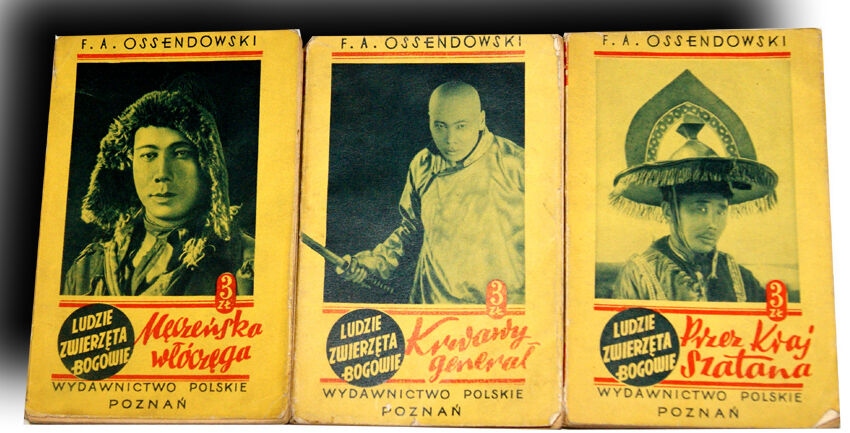 F. A. OSSENDOWSKI
3
ZŁ
LUDZIE
ZWIERZĘTA
-BOGOWIE
Męczeńska
włóczęga
WYDAWNICTWO POLSKIE
POZNAŃ
F. A. OSSENDOWSKI
3
ZŁ
LUDZIE
ZWIERZĘTA
-BOGOWIE
Krwawy
generał
WYDAWNICTWO POLSKIE
POZNAŃ
F. A. OSSENDOWSKI
3
ZŁ
LUDZIE
ZWIERZĘTA
-BOGOWIE
Przez Kraj
Szatana
WYDAWNICTWO POLSKIE
POZNAŃ